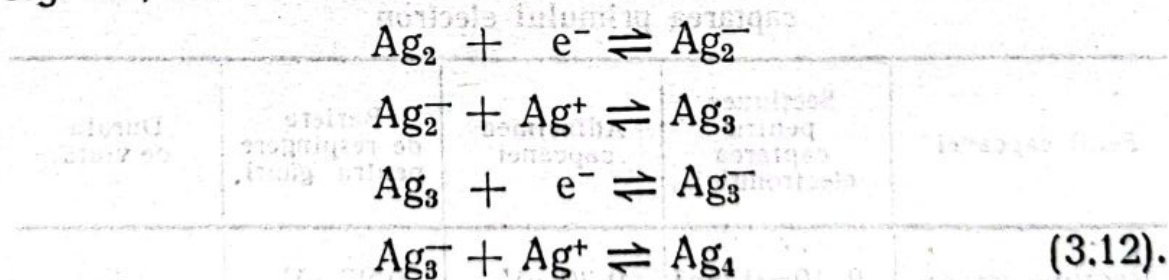 Ag₂ + e⁻ ⇌ Ag₂⁻
Ag₂⁻ + Ag⁺ ⇌ Ag₃
Ag₃ + e⁻ ⇌ Ag₃⁻
Ag₃⁻ + Ag⁺ ⇌ Ag₄ (3.12).